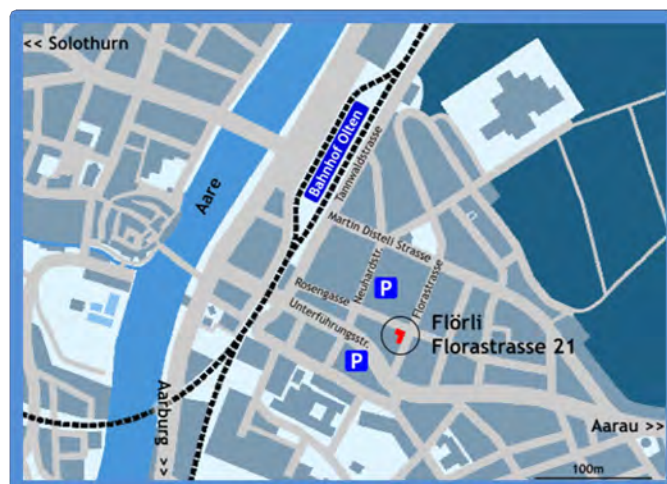 << Solothurn
Aare
Bahnhof Olten
Tannwaldstrasse
Martin Disteli Strasse
Neuhardstr.
Florastrasse
P
Rosengasse
Unterführungsstr.
P
Flörli
Florastrasse 21
Aarburg >>
Aarau >>
100m